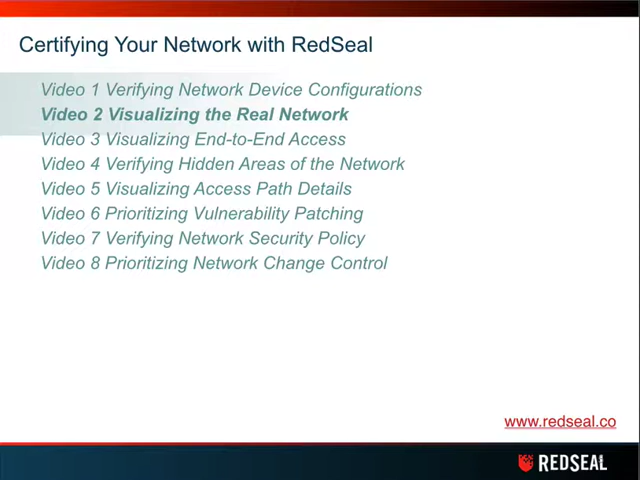 Certifying Your Network with RedSeal
Video 1 Verifying Network Device Configurations
Video 2 Visualizing the Real Network
Video 3 Visualizing End-to-End Access
Video 4 Verifying Hidden Areas of the Network
Video 5 Visualizing Access Path Details
Video 6 Prioritizing Vulnerability Patching
Video 7 Verifying Network Security Policy
Video 8 Prioritizing Network Change Control
www.redseal.co
REDSEAL